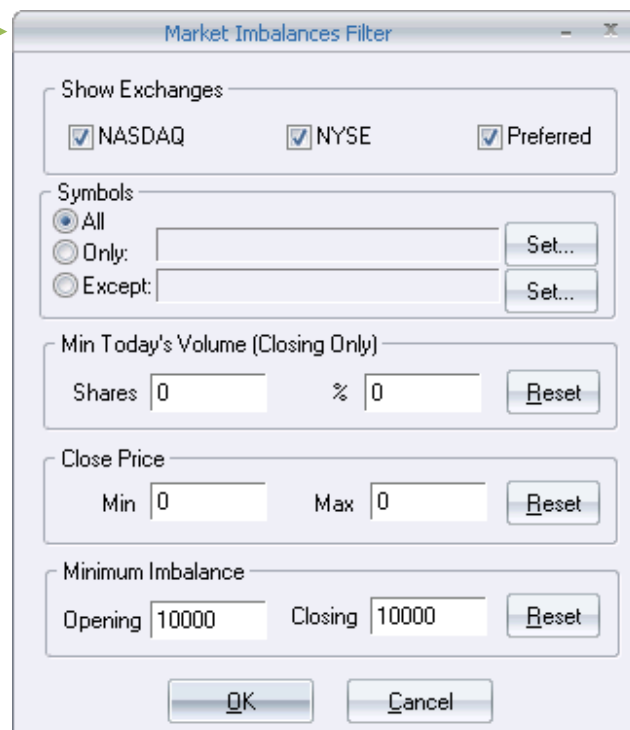 Market Imbalances Filter
Show Exchanges
NASDAQ NYSE Preferred
Symbols
All
Only: Set...
Except: Set...
Min Today's Volume (Closing Only)
Shares 0 % 0 Reset
Close Price
Min 0 Max 0 Reset
Minimum Imbalance
Opening 10000 Closing 10000 Reset
OK Cancel